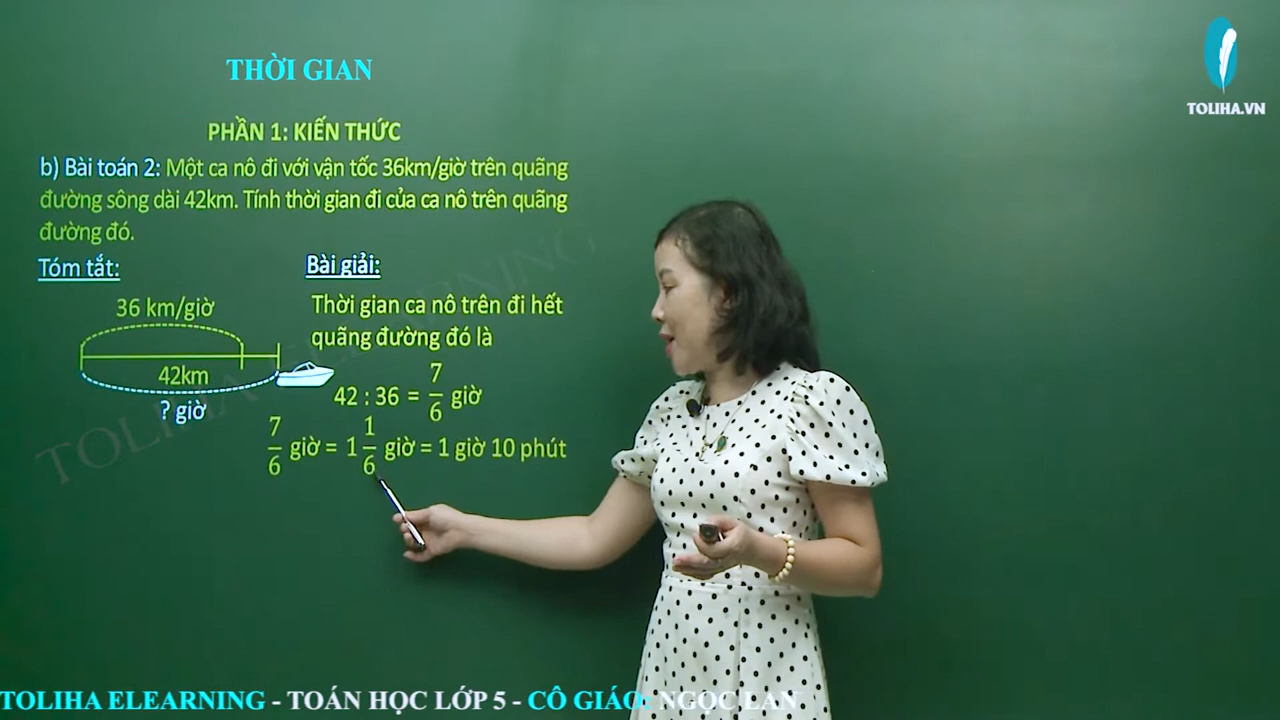 THỜI GIAN
TOLIHA.VN
PHẦN 1: KIẾN THỨC
b) Bài toán 2: Một ca nô đi với vận tốc 36km/giờ trên quãng
đường sông dài 42km. Tính thời gian đi của ca nô trên quãng
đường đó.
Tóm tắt:
36 km/giờ
42km
? giờ
Bài giải:
Thời gian ca nô trên đi hết
quãng đường đó là
42 : 36 = 7/6 giờ
7/6 giờ = 1 1/6 giờ = 1 giờ 10 phút
TOLIHA ELEARNING
TOLIHA ELEARNING - TOÁN HỌC LỚP 5 - CÔ GIÁO: NGỌC LAN